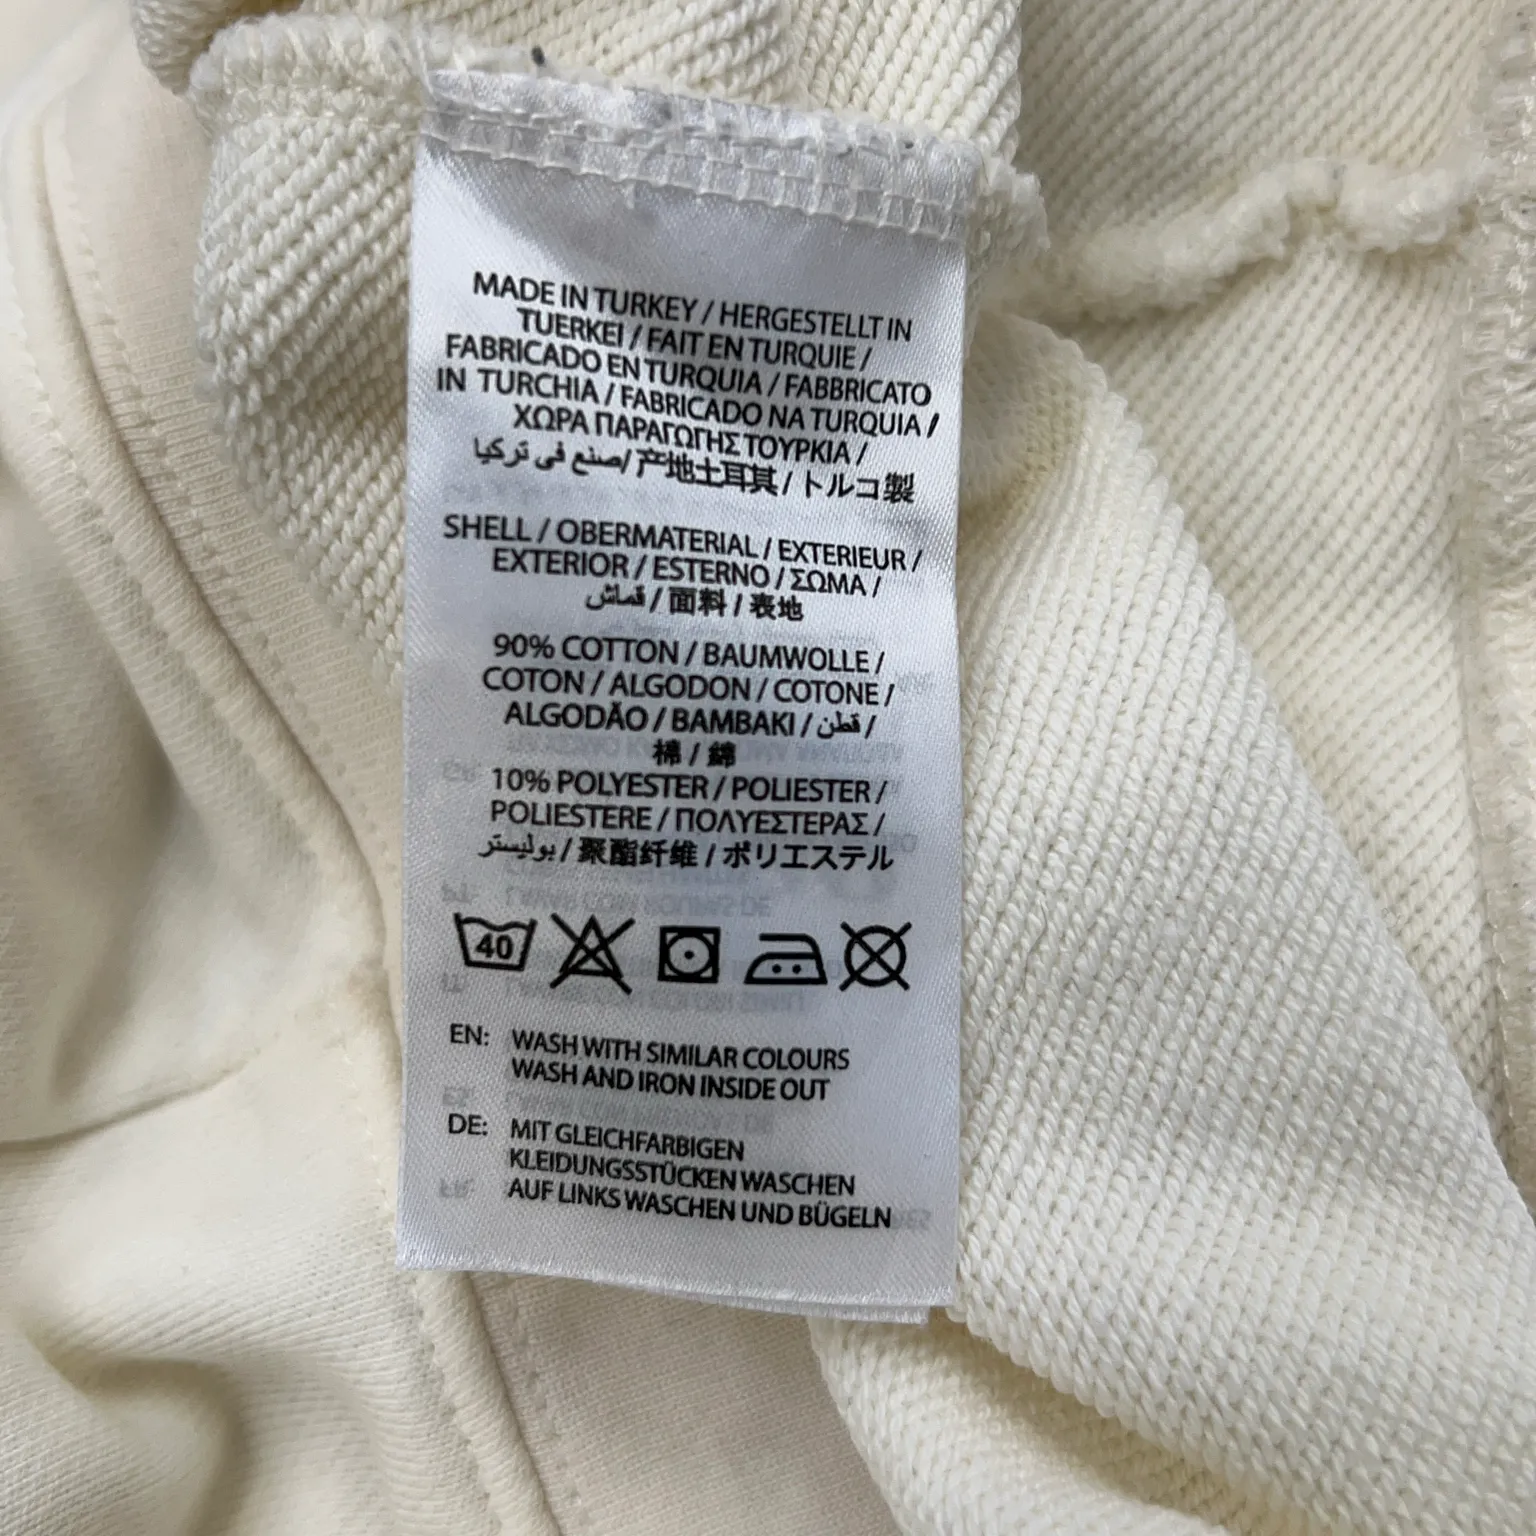 MADE IN TURKEY / HERGESTELLT IN
TUERKEI / FAIT EN TURQUIE /
FABRICADO EN TURQUIA / FABBRICATO
IN TURCHIA / FABRICADO NA TURQUIA /
ΧΩΡΑ ΠΑΡΑΓΩΓΗΣ ΤΟΥΡΚΙΑ /
صنع فى تركيا / 产地土耳其 / トルコ製
SHELL / OBERMATERIAL / EXTERIEUR /
EXTERIOR / ESTERNO / ΣΩΜΑ /
قماش / 面料 / 表地
90% COTTON / BAUMWOLLE /
COTON / ALGODON / COTONE /
ALGODÃO / BAMBAKI / قطن /
棉 / 綿
10% POLYESTER / POLIESTER /
POLIESTERE / ΠΟΛΥΕΣΤΕΡΑΣ /
بوليستر / 聚酯纤维 / ポリエステル
40
EN: WASH WITH SIMILAR COLOURS
WASH AND IRON INSIDE OUT
DE: MIT GLEICHFARBIGEN
KLEIDUNGSSTÜCKEN WASCHEN
AUF LINKS WASCHEN UND BÜGELN